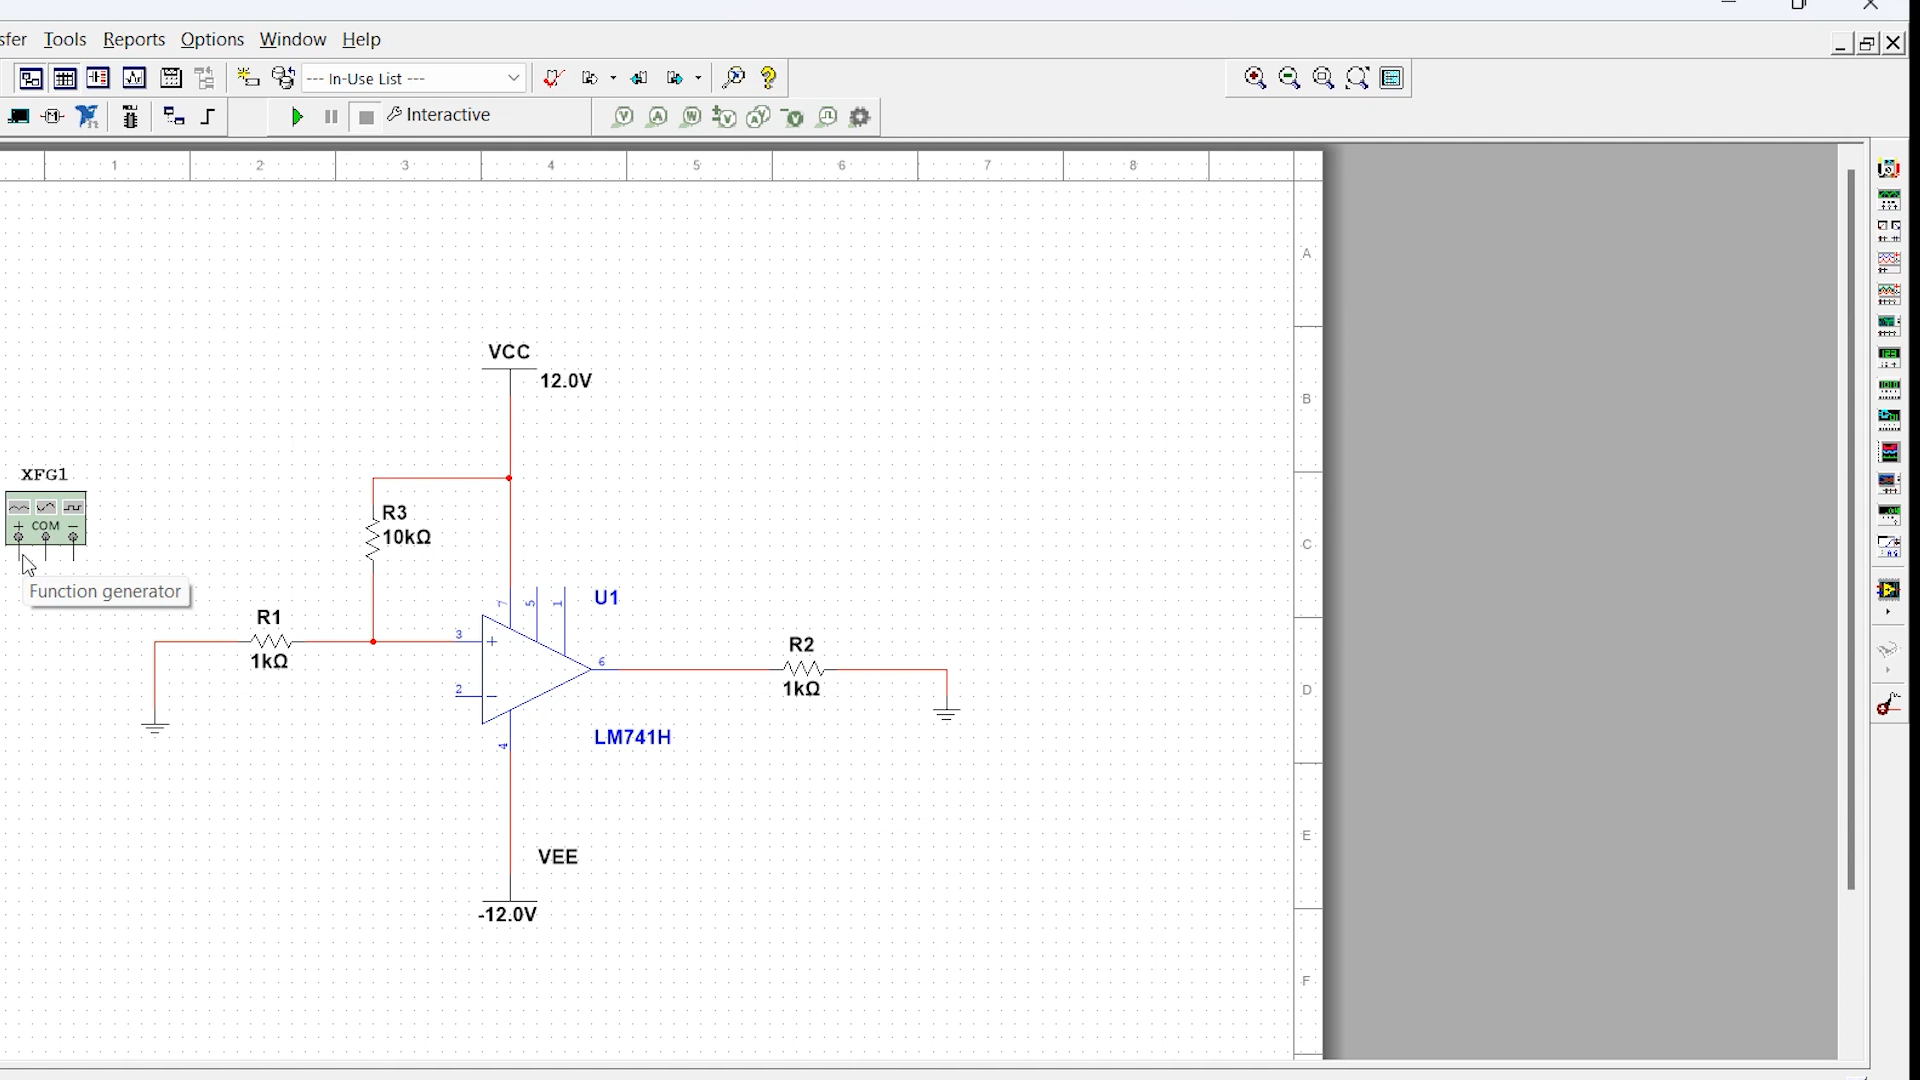 sfer Tools Reports Options Window Help
--- In-Use List ---
Interactive
1 2 3 4 5 6 7 8
A
VCC
12.0V
B
XFG1
+ COM −
R3
10kΩ
C
Function generator
7 5 1
U1
R1
1kΩ
3
+
R2
1kΩ
6
2
−
D
4
LM741H
VEE
E
-12.0V
F